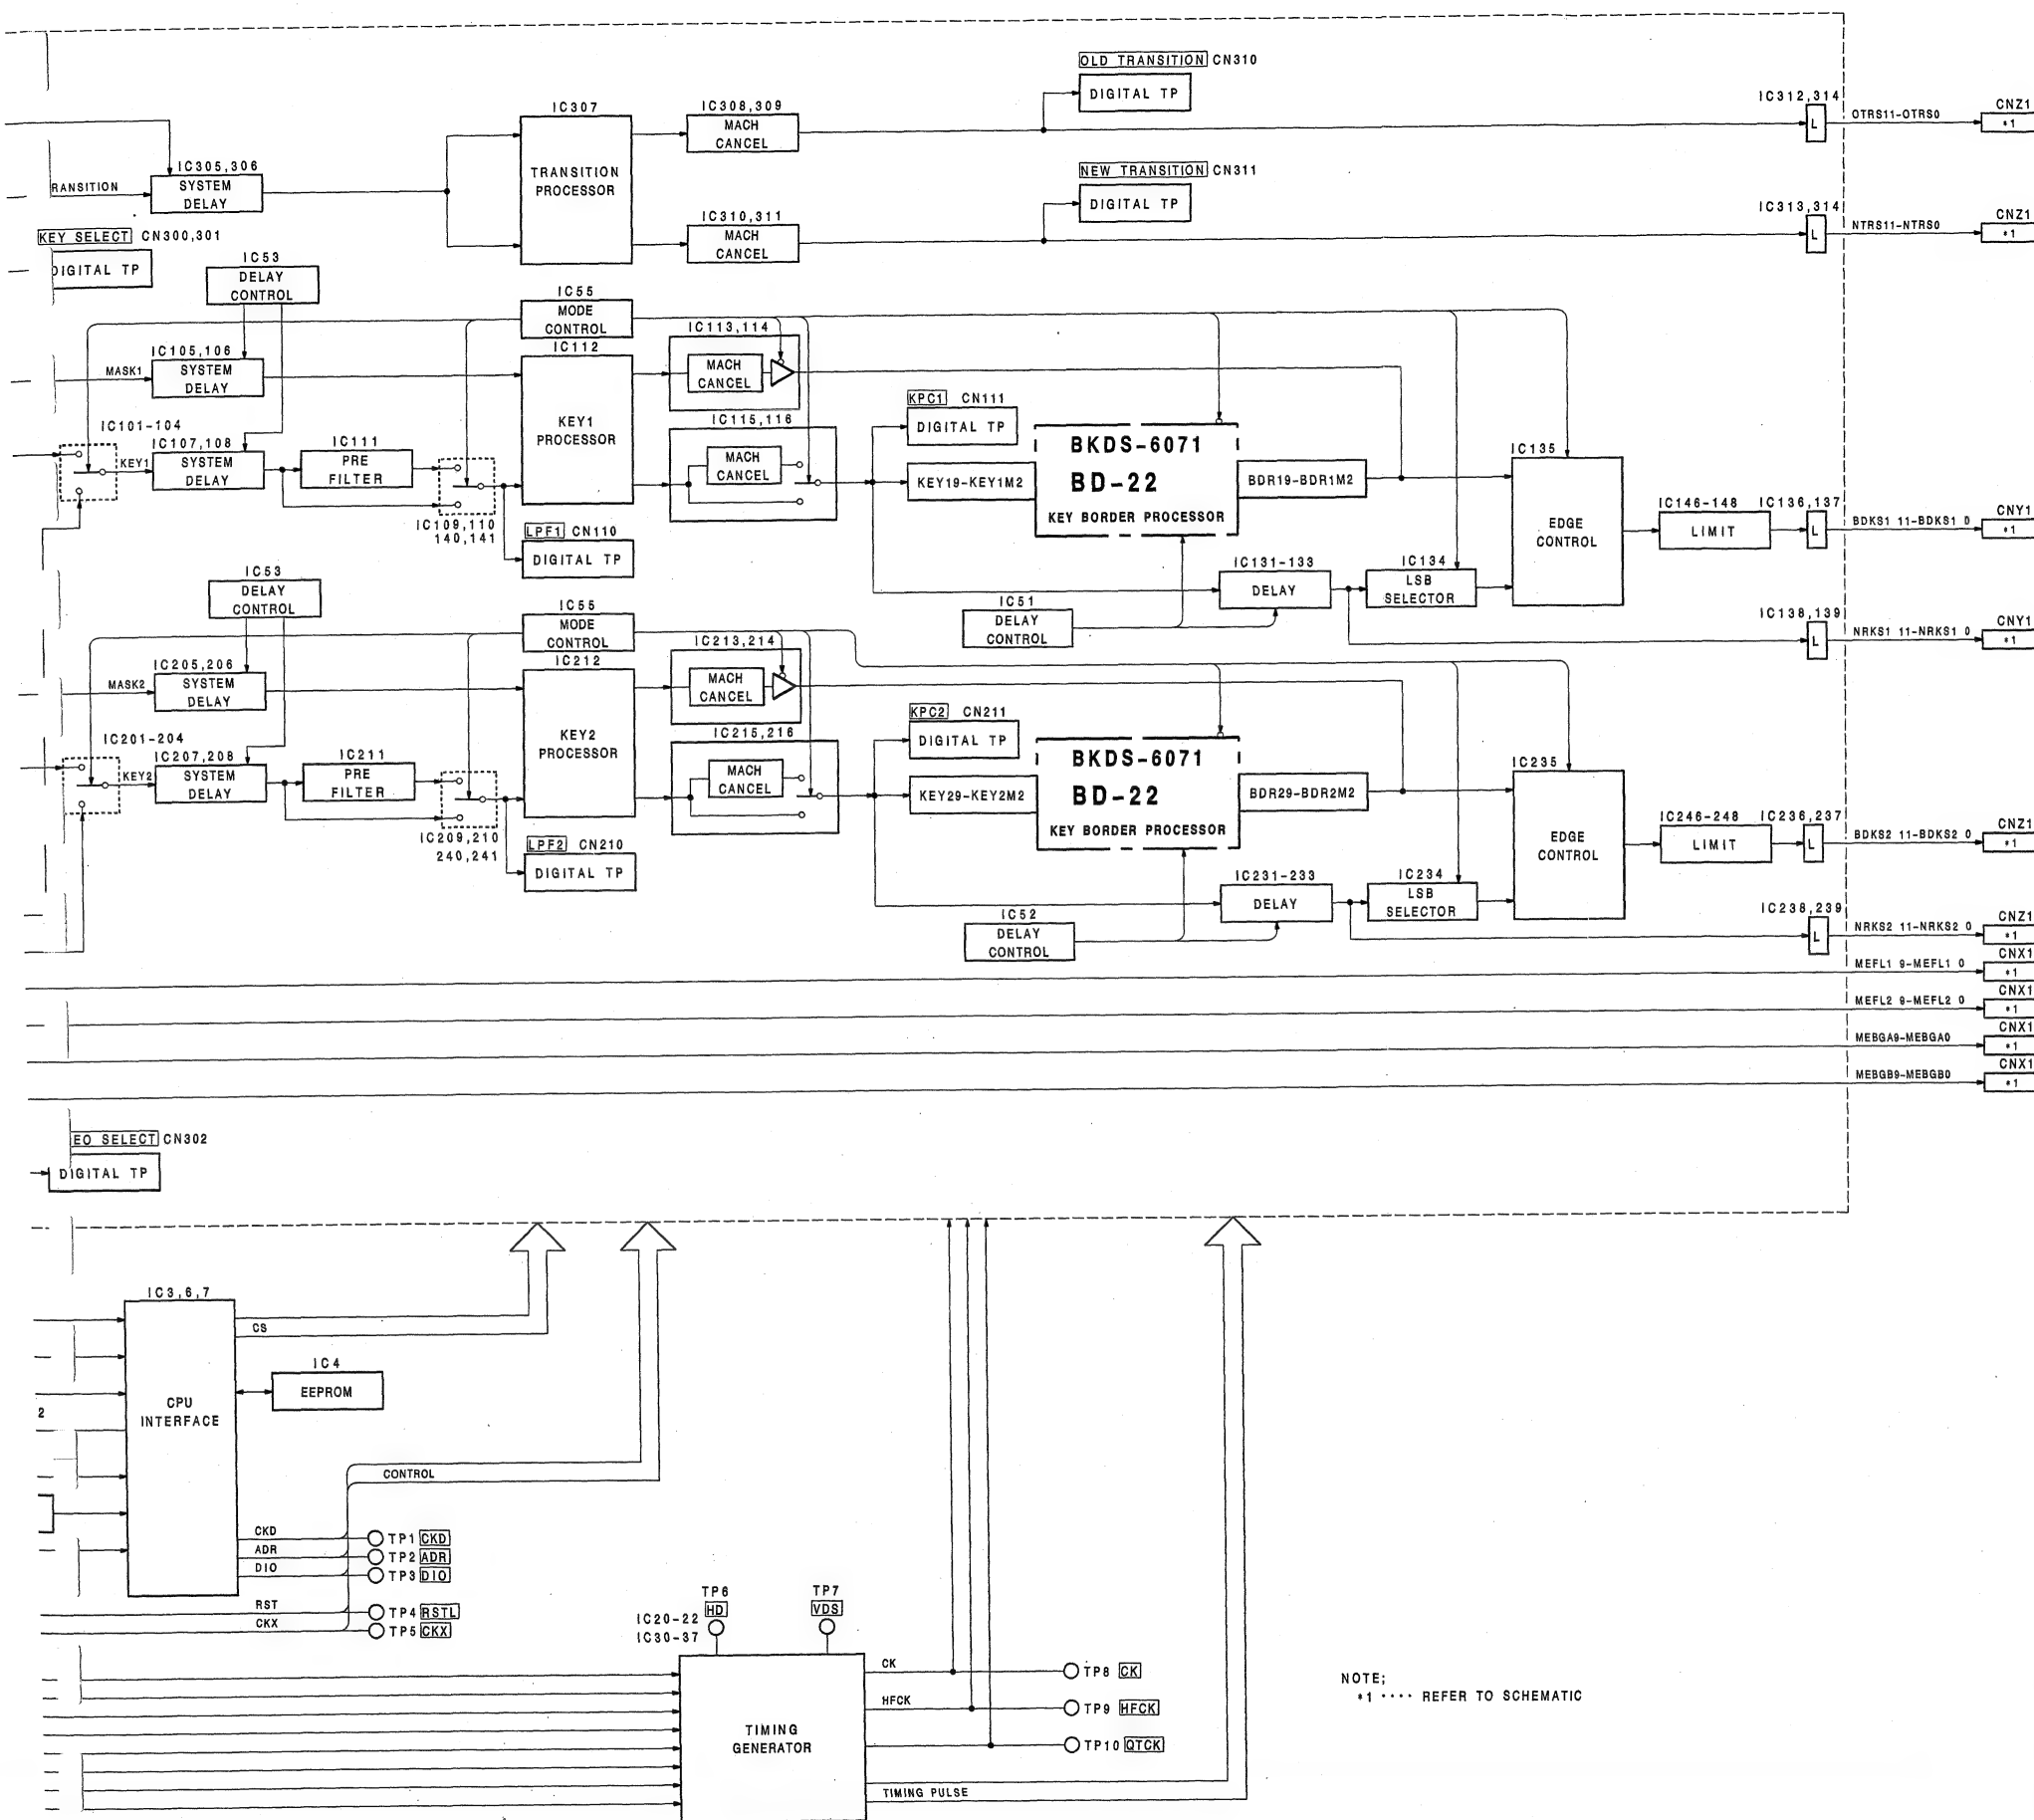 OLD TRANSITION CN310
DIGITAL TP
IC307
TRANSITION
PROCESSOR
IC308,309
MACH
CANCEL
IC312,314
L
OTRS11-OTRS0
CNZ1
*1
IC305,306
SYSTEM
DELAY
RANSITION
NEW TRANSITION CN311
DIGITAL TP
IC310,311
MACH
CANCEL
IC313,314
L
NTRS11-NTRS0
CNZ1
*1
KEY SELECT CN300,301
DIGITAL TP
IC53
DELAY
CONTROL
IC55
MODE
CONTROL
IC113,114
MACH
CANCEL
IC105,106
SYSTEM
DELAY
MASK1
IC112
KEY1
PROCESSOR
IC101-104
KEY1
IC107,108
SYSTEM
DELAY
IC111
PRE
FILTER
IC109,110
140,141
LPF1 CN110
DIGITAL TP
IC115,116
MACH
CANCEL
KPC1 CN111
DIGITAL TP
KEY19-KEY1M2
BKDS-6071
BD-22
KEY BORDER PROCESSOR
BDR19-BDR1M2
IC135
EDGE
CONTROL
IC146-148
LIMIT
IC136,137
L
BDKS1 11-BDKS1 0
CNY1
*1
IC131-133
DELAY
IC134
LSB
SELECTOR
IC51
DELAY
CONTROL
IC138,139
L
NRKS1 11-NRKS1 0
CNY1
*1
IC53
DELAY
CONTROL
IC55
MODE
CONTROL
IC213,214
MACH
CANCEL
IC205,206
SYSTEM
DELAY
MASK2
IC212
KEY2
PROCESSOR
IC201-204
KEY2
IC207,208
SYSTEM
DELAY
IC211
PRE
FILTER
IC209,210
240,241
LPF2 CN210
DIGITAL TP
IC215,216
MACH
CANCEL
KPC2 CN211
DIGITAL TP
KEY29-KEY2M2
BKDS-6071
BD-22
KEY BORDER PROCESSOR
BDR29-BDR2M2
IC235
EDGE
CONTROL
IC246-248
LIMIT
IC236,237
L
BDKS2 11-BDKS2 0
CNZ1
*1
IC231-233
DELAY
IC234
LSB
SELECTOR
IC52
DELAY
CONTROL
IC238,239
L
NRKS2 11-NRKS2 0
CNZ1
*1
MEFL1 9-MEFL1 0
CNX1
*1
MEFL2 9-MEFL2 0
CNX1
*1
MEBGA9-MEBGA0
CNX1
*1
MEBGB9-MEBGB0
CNX1
*1
EO SELECT CN302
DIGITAL TP
IC3,6,7
CPU
INTERFACE
CS
IC4
EEPROM
2
CONTROL
CKD
TP1 CKD
ADR
TP2 ADR
DIO
TP3 DIO
RST
TP4 RSTL
CKX
TP5 CKX
IC20-22
IC30-37
TP6
HD
TP7
VDS
TIMING
GENERATOR
CK
TP8 CK
HFCK
TP9 HFCK
TP10 QTCK
TIMING PULSE
NOTE;
*1 ···· REFER TO SCHEMATIC